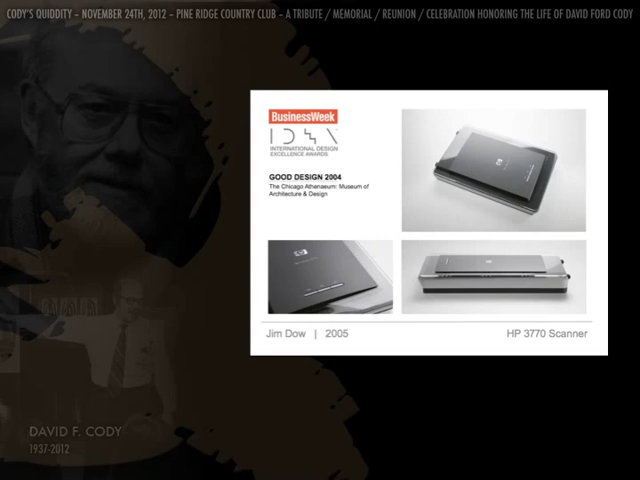 CODY'S QUIDDITY – NOVEMBER 24TH, 2012 – PINE RIDGE COUNTRY CLUB – A TRIBUTE / MEMORIAL / REUNION / CELEBRATION HONORING THE LIFE OF DAVID FORD CODY
BusinessWeek
IDEA
INTERNATIONAL DESIGN
EXCELLENCE AWARDS
GOOD DESIGN 2004
The Chicago Athenaeum: Museum of
Architecture & Design
hp
Jim Dow | 2005
HP 3770 Scanner
DAVID F. CODY
1937-2012